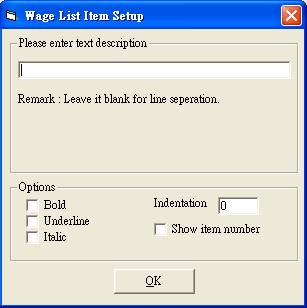 Wage List Item Setup
Please enter text description
Remark : Leave it blank for line seperation.
Options
Bold
Underline
Italic
Indentation 0
Show item number
OK